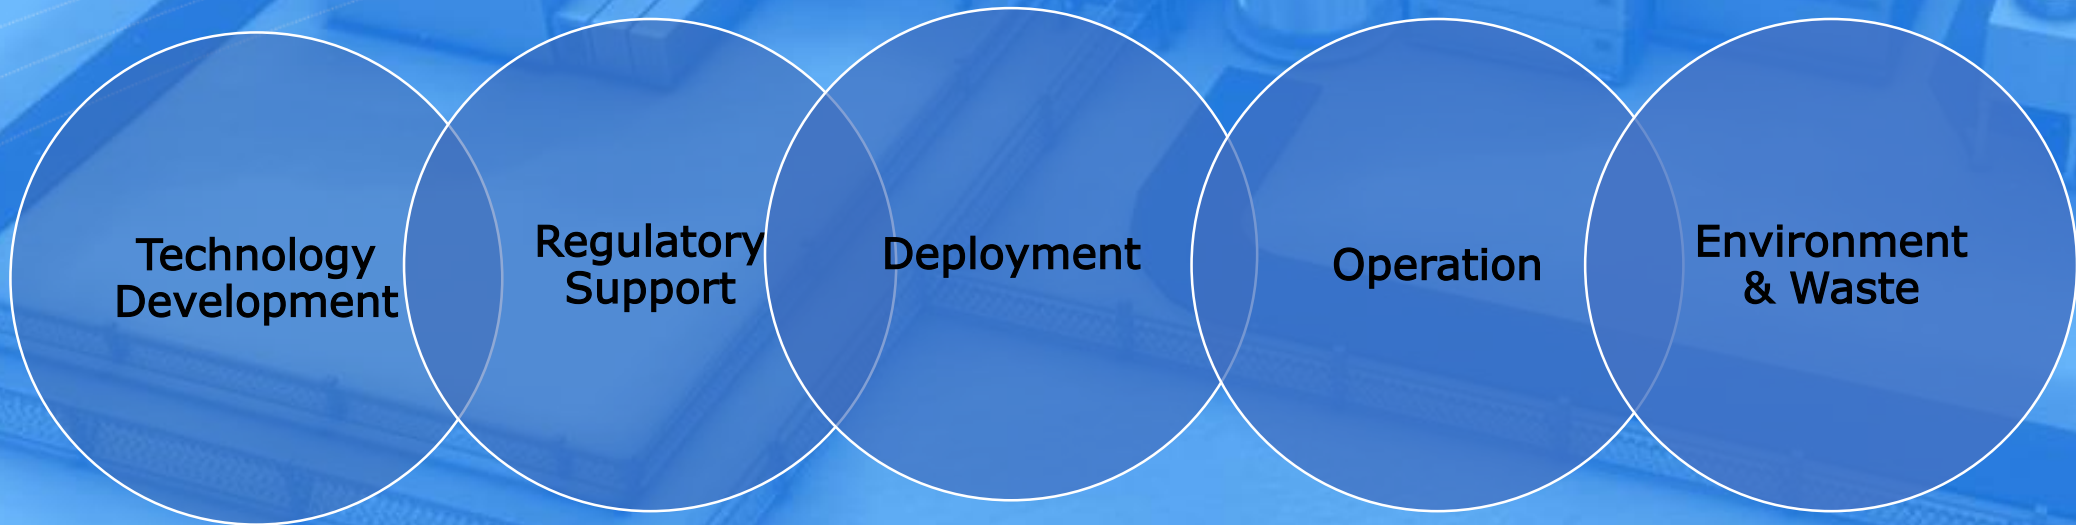 Technology
Development
Regulatory
Support
Deployment
Operation
Environment
& Waste